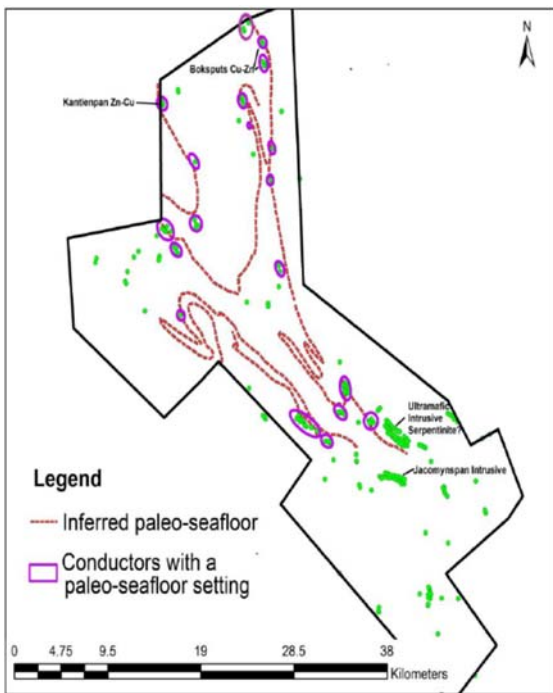 N
Boksputs Cu-Zn
Kantienpan Zn-Cu
Ultramafic
Intrusive
Serpentinite?
Jacomynspan Intrusive
Legend
Inferred paleo-seafloor
Conductors with a
paleo-seafloor setting
0 4.75 9.5 19 28.5 38
Kilometers